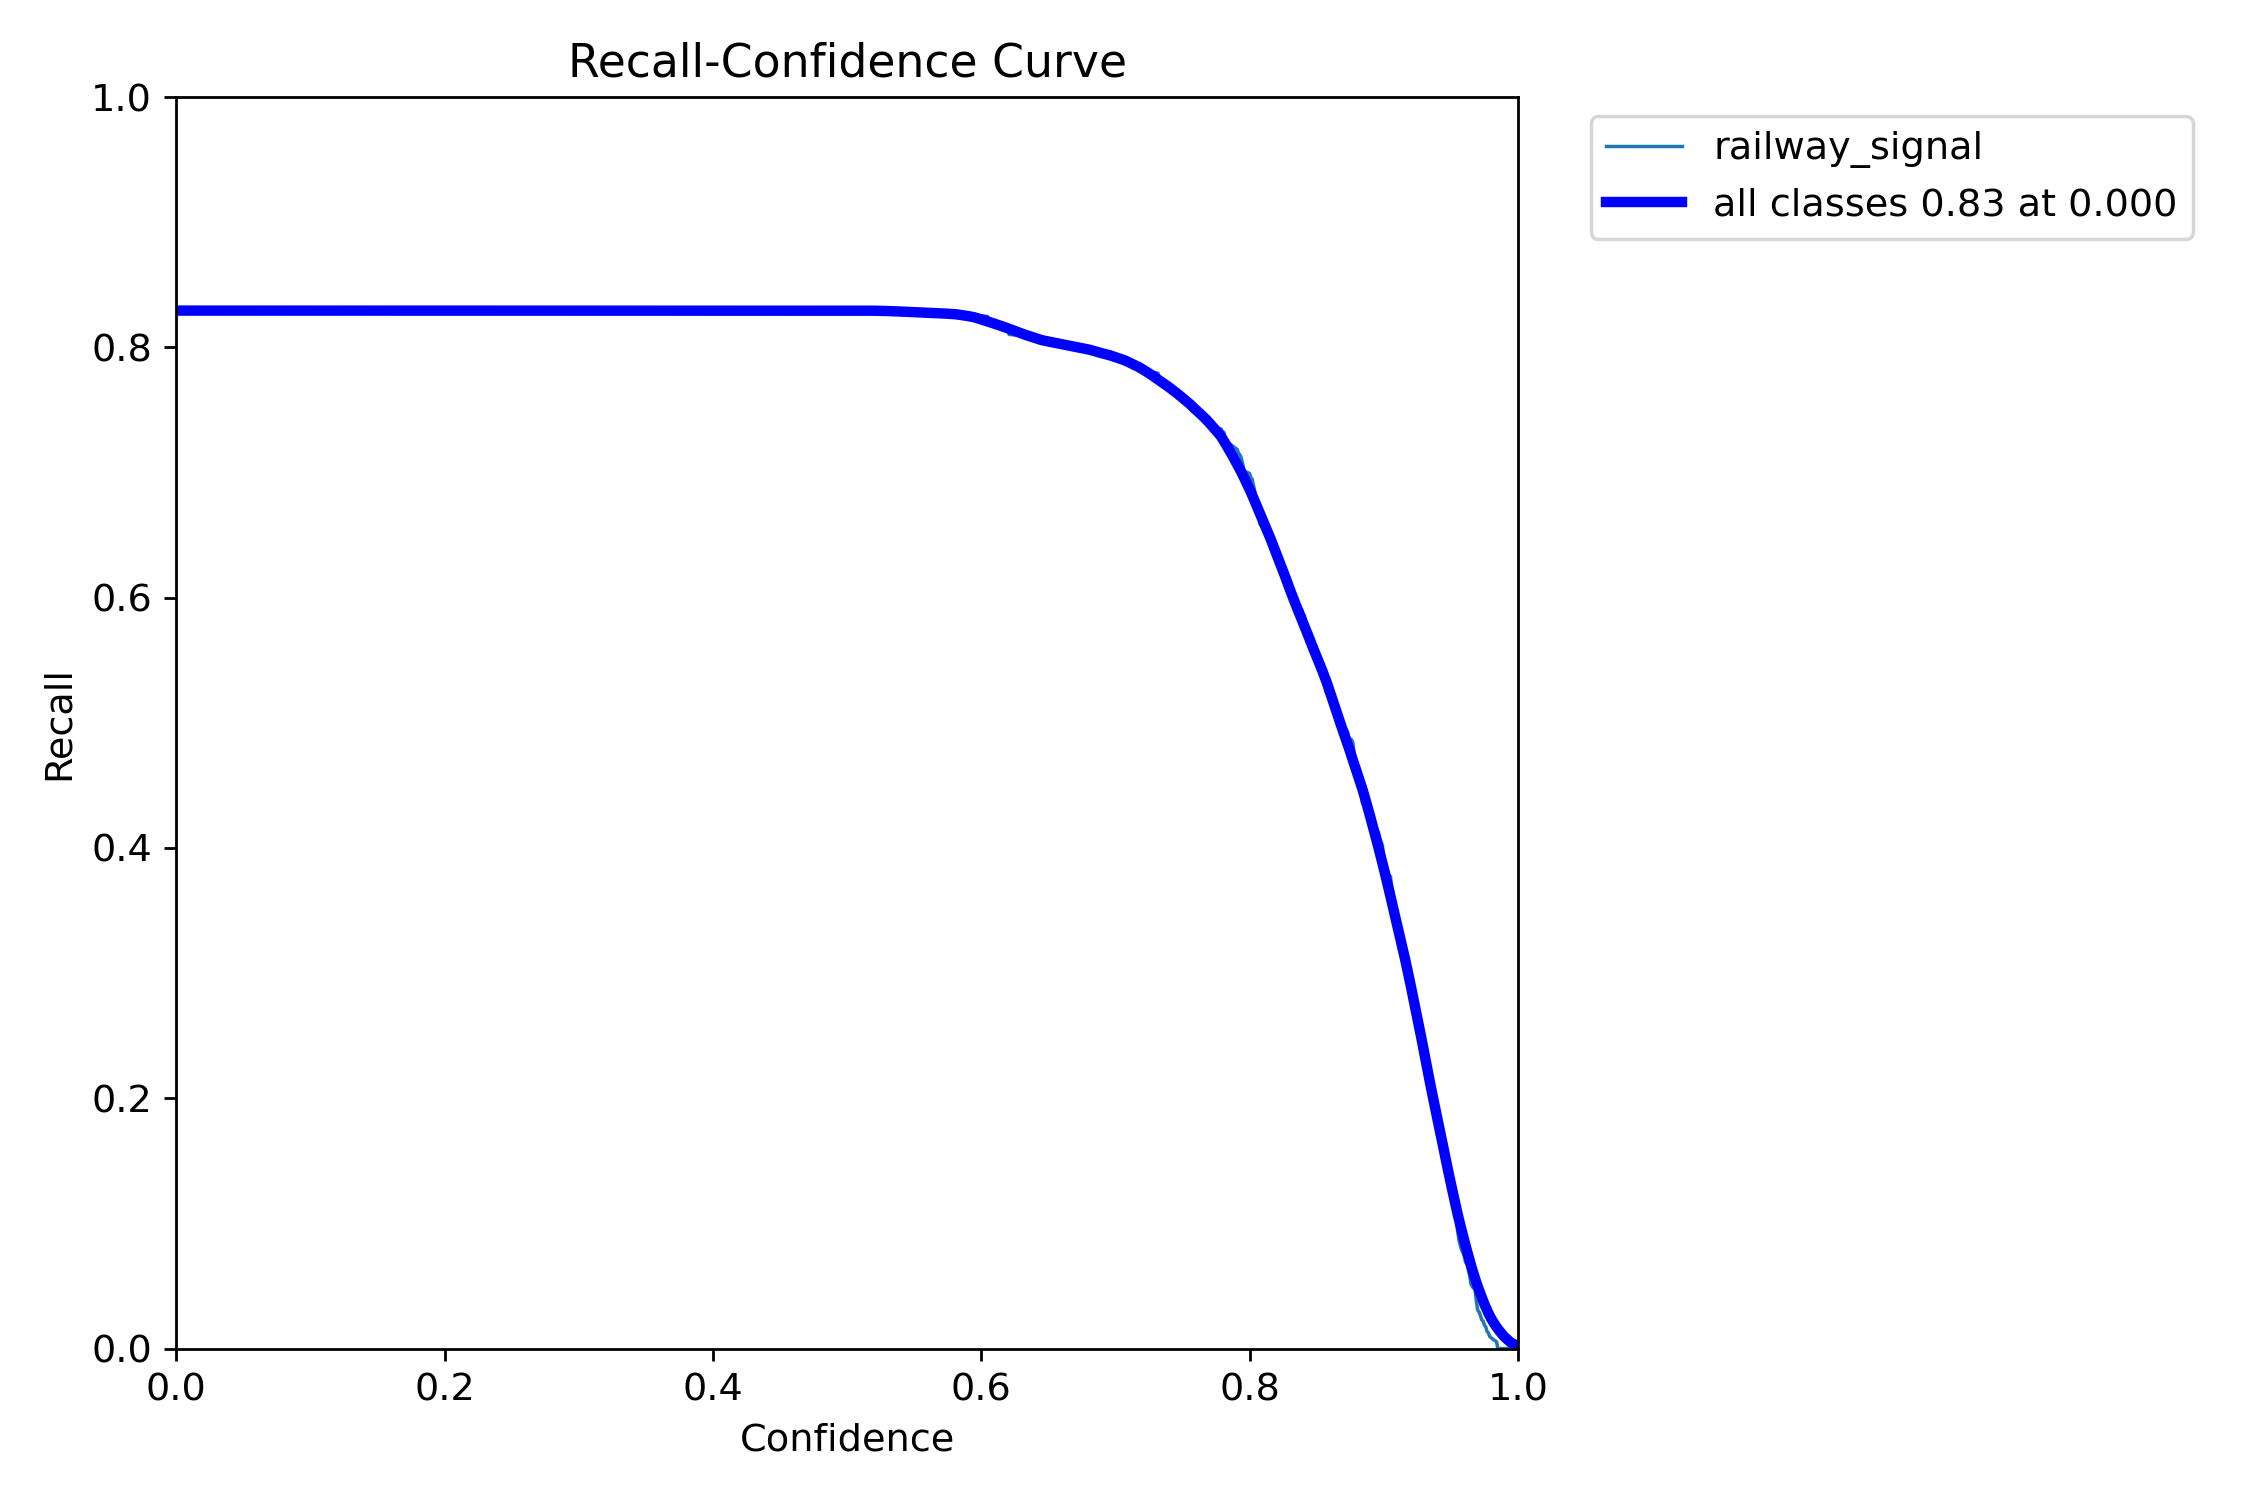 Recall-Confidence Curve
1.0
0.8
0.6
0.4
0.2
0.0
Recall
0.0 0.2 0.4 0.6 0.8 1.0
Confidence
railway_signal
all classes 0.83 at 0.000